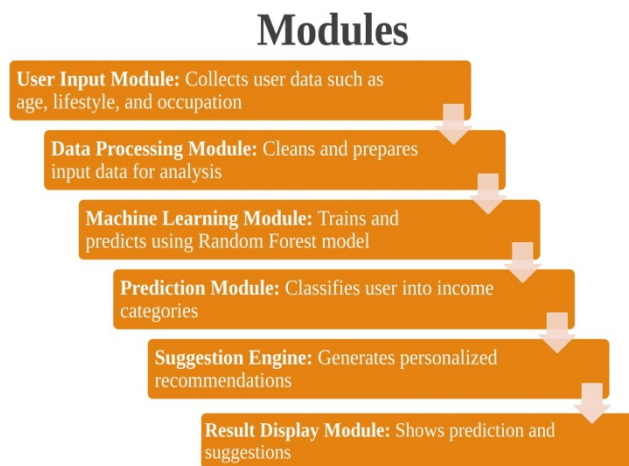 Modules
User Input Module: Collects user data such as
age, lifestyle, and occupation
Data Processing Module: Cleans and prepares
input data for analysis
Machine Learning Module: Trains and
predicts using Random Forest model
Prediction Module: Classifies user into income
categories
Suggestion Engine: Generates personalized
recommendations
Result Display Module: Shows prediction and
suggestions